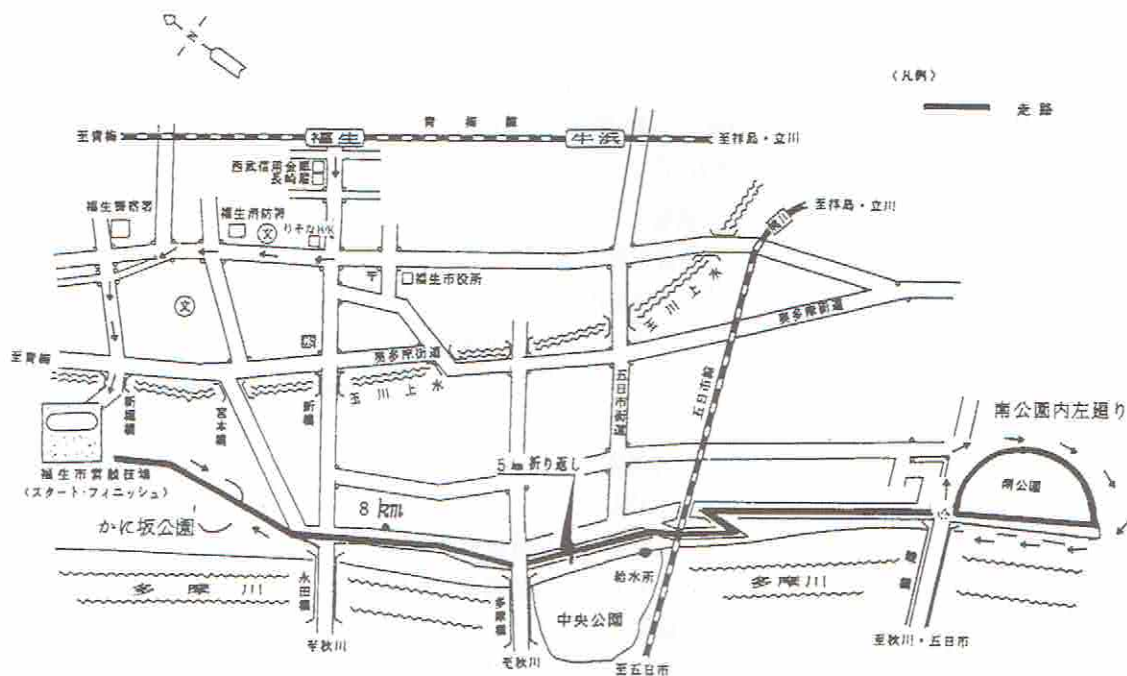 N
〈凡例〉
走路
至青梅
福生
青梅線
牛浜
至拝島・立川
西武信用金庫
長崎屋
福生警察署
福生消防署
文
りそなBK
至拝島・立川
熊川
〒
福生市役所
玉川上水
文
奥多摩街道
至青梅
奥多摩街道
玉川上水
五日市街道
五日市線
新堀橋
宮本橋
新橋
南公園内左廻り
福生市営競技場
(スタート・フィニッシュ)
5km折り返し
南公園
かに坂公園
8km
給水所
多摩川
永田橋
多摩橋
中央公園
多摩川
至秋川
至秋川
至五日市
至秋川・五日市